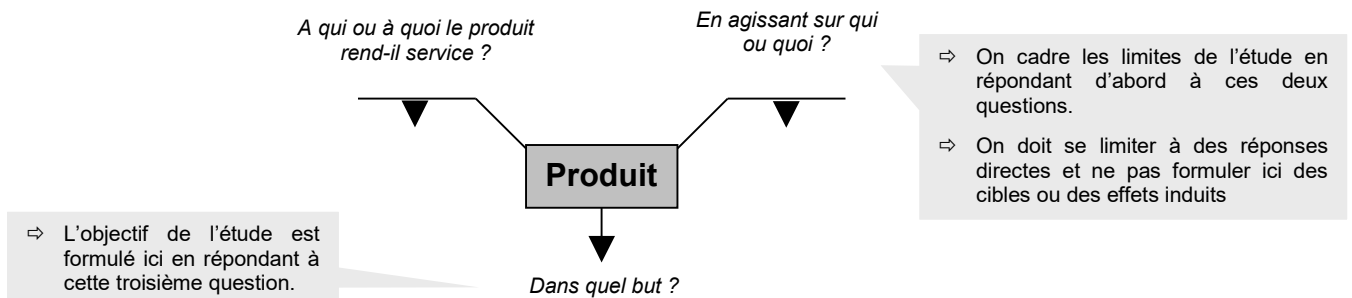 A qui ou à quoi le produit
rend-il service ?
En agissant sur qui
ou quoi ?
⇨ On cadre les limites de l'étude en
répondant d'abord à ces deux
questions.
⇨ On doit se limiter à des réponses
directes et ne pas formuler ici des
cibles ou des effets induits
Produit
⇨ L'objectif de l'étude est
formulé ici en répondant à
cette troisième question.
Dans quel but ?